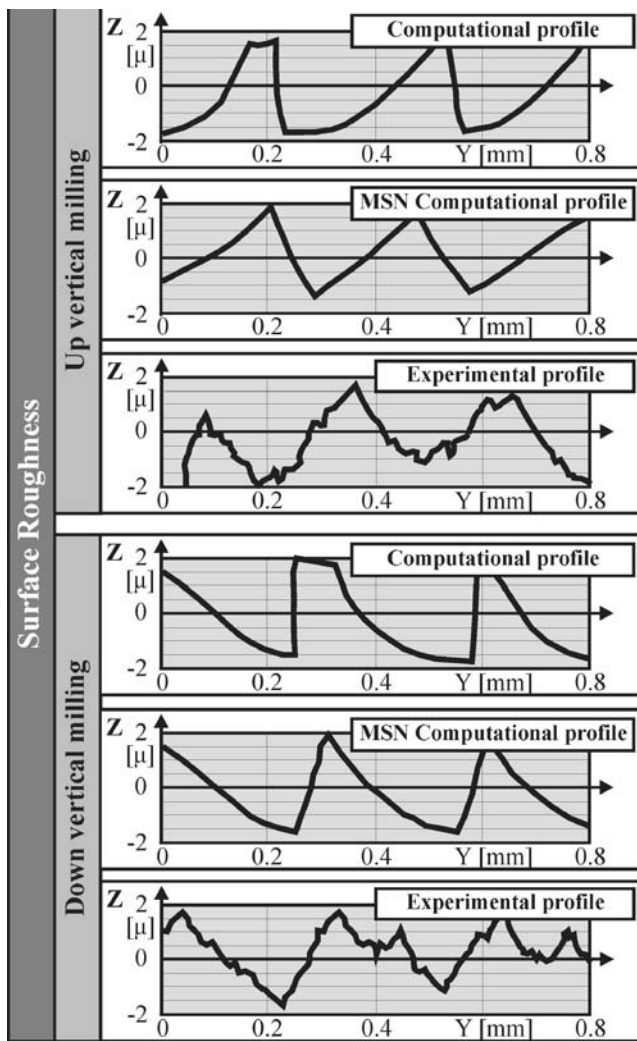 Surface Roughness
Up vertical milling
Z
[μ]
2
0
-2
Computational profile
0 0.2 0.4 Y [mm] 0.8
Z
[μ]
2
0
-2
MSN Computational profile
0 0.2 0.4 Y [mm] 0.8
Z
[μ]
2
0
-2
Experimental profile
0 0.2 0.4 Y [mm] 0.8
Down vertical milling
Z
[μ]
2
0
-2
Computational profile
0 0.2 0.4 Y [mm] 0.8
Z
[μ]
2
0
-2
MSN Computational profile
0 0.2 0.4 Y [mm] 0.8
Z
[μ]
2
0
-2
Experimental profile
0 0.2 0.4 Y [mm] 0.8